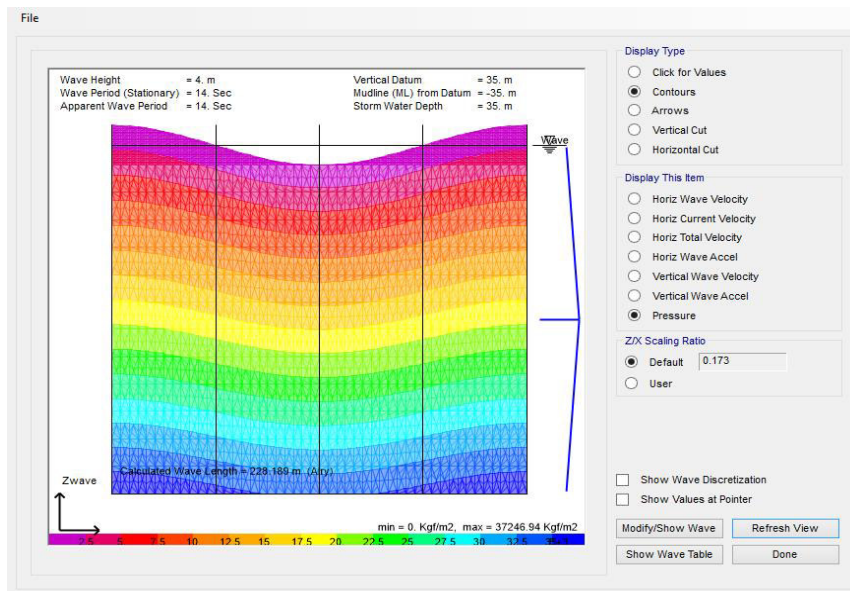 File
Wave Height = 4. m
Wave Period (Stationary) = 14. Sec
Apparent Wave Period = 14. Sec
Vertical Datum = 35. m
Mudline (ML) from Datum = -35. m
Storm Water Depth = 35. m
Wave
Calculated Wave Length = 228.189 m (Airy)
Zwave
min = 0. Kgf/m2, max = 37246.94 Kgf/m2
2.5 5. 7.5 10. 12.5 15. 17.5 20. 22.5 25. 27.5 30. 32.5
Display Type
Click for Values
Contours
Arrows
Vertical Cut
Horizontal Cut
Display This Item
Horiz Wave Velocity
Horiz Current Velocity
Horiz Total Velocity
Horiz Wave Accel
Vertical Wave Velocity
Vertical Wave Accel
Pressure
Z/X Scaling Ratio
Default 0.173
User
Show Wave Discretization
Show Values at Pointer
Modify/Show Wave Refresh View
Show Wave Table Done